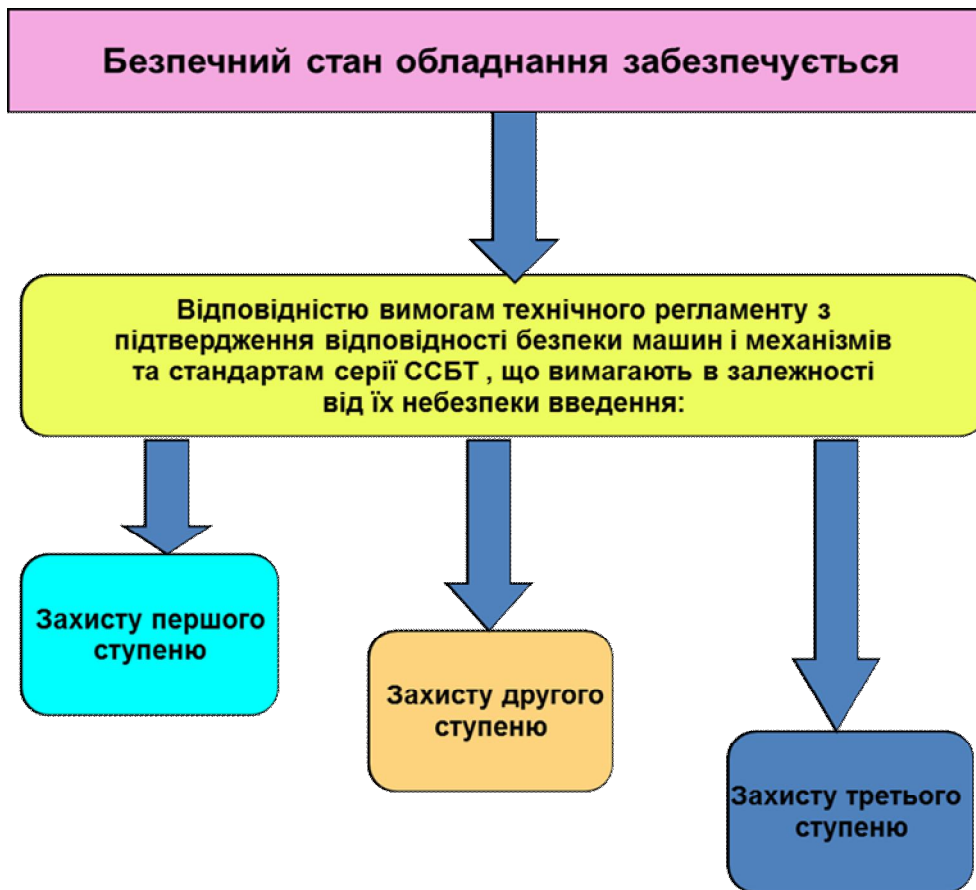 Безпечний стан обладнання забезпечується
Відповідністю вимогам технічного регламенту з
підтвердження відповідності безпеки машин і механізмів
та стандартам серії ССБТ , що вимагають в залежності
від їх небезпеки введення:
Захисту першого
ступеню
Захисту другого
ступеню
Захисту третього
ступеню